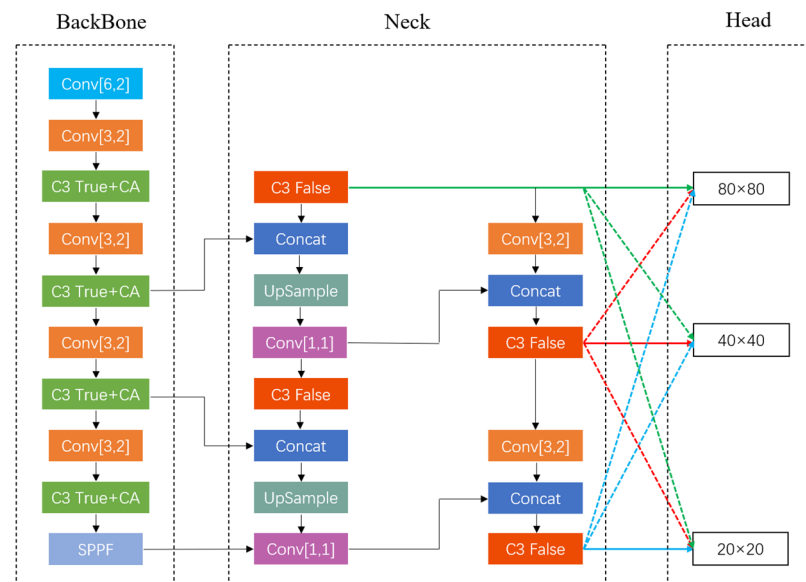 BackBone
Neck
Head
Conv[6,2]
Conv[3,2]
C3 True+CA
Conv[3,2]
C3 True+CA
Conv[3,2]
C3 True+CA
Conv[3,2]
C3 True+CA
SPPF
C3 False
Concat
UpSample
Conv[1,1]
C3 False
Concat
UpSample
Conv[1,1]
Conv[3,2]
Concat
C3 False
Conv[3,2]
Concat
C3 False
80×80
40×40
20×20